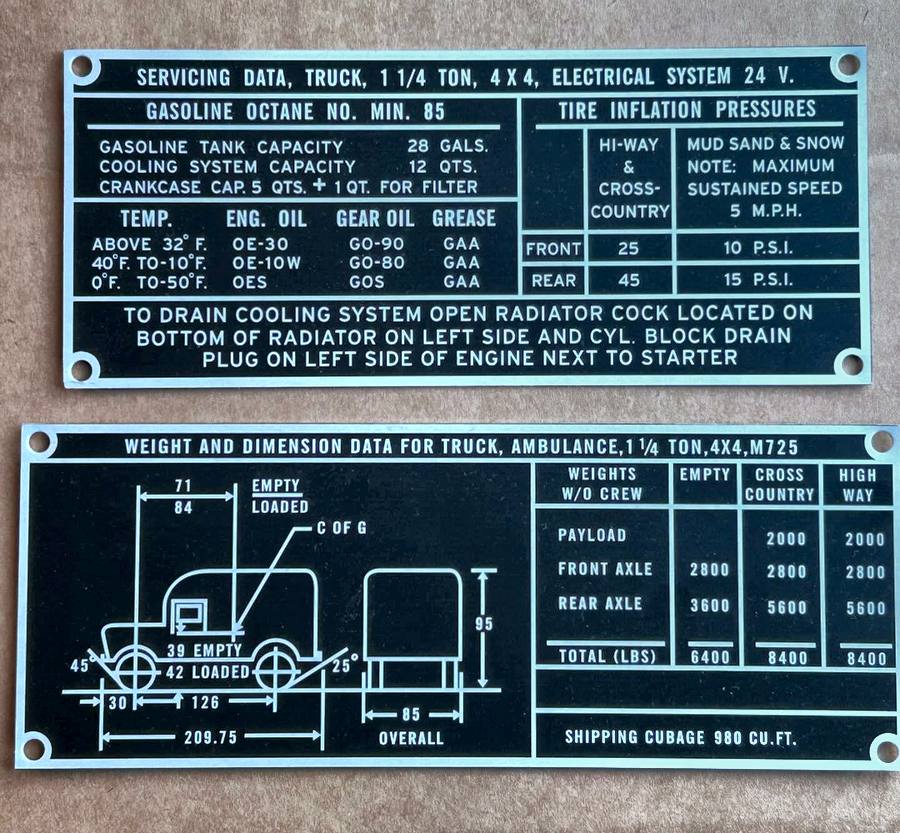 SERVICING DATA, TRUCK, 1 1/4 TON, 4X4, ELECTRICAL SYSTEM 24 V.
GASOLINE OCTANE NO. MIN. 85
GASOLINE TANK CAPACITY 28 GALS.
COOLING SYSTEM CAPACITY 12 QTS.
CRANKCASE CAP. 5 QTS. + 1 QT. FOR FILTER
TEMP. ENG. OIL GEAR OIL GREASE
ABOVE 32°F. OE-30 GO-90 GAA
40°F. TO-10°F. OE-10W GO-80 GAA
0°F. TO-50°F. OES GOS GAA
TIRE INFLATION PRESSURES
HI-WAY
&
CROSS-
COUNTRY
MUD SAND & SNOW
NOTE: MAXIMUM
SUSTAINED SPEED
5 M.P.H.
FRONT 25 10 P.S.I.
REAR 45 15 P.S.I.
TO DRAIN COOLING SYSTEM OPEN RADIATOR COCK LOCATED ON
BOTTOM OF RADIATOR ON LEFT SIDE AND CYL. BLOCK DRAIN
PLUG ON LEFT SIDE OF ENGINE NEXT TO STARTER
WEIGHT AND DIMENSION DATA FOR TRUCK, AMBULANCE, 1 1/4 TON, 4X4, M725
71 EMPTY
84 LOADED
C OF G
95
39 EMPTY
45° 42 LOADED 25°
30 126
85
209.75 OVERALL
WEIGHTS
W/O CREW
EMPTY
CROSS
COUNTRY
HIGH
WAY
PAYLOAD 2000 2000
FRONT AXLE 2800 2800 2800
REAR AXLE 3600 5600 5600
TOTAL (LBS) 6400 8400 8400
SHIPPING CUBAGE 980 CU.FT.